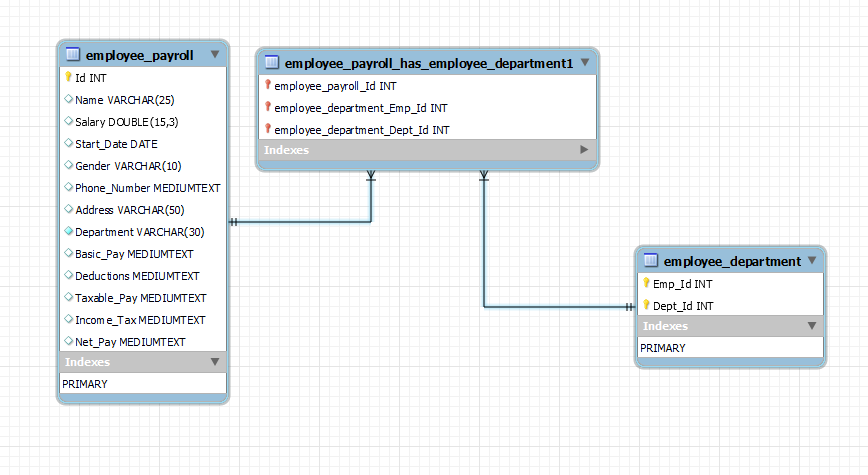 employee_payroll
Id INT
Name VARCHAR(25)
Salary DOUBLE(15,3)
Start_Date DATE
Gender VARCHAR(10)
Phone_Number MEDIUMTEXT
Address VARCHAR(50)
Department VARCHAR(30)
Basic_Pay MEDIUMTEXT
Deductions MEDIUMTEXT
Taxable_Pay MEDIUMTEXT
Income_Tax MEDIUMTEXT
Net_Pay MEDIUMTEXT
Indexes
PRIMARY
employee_payroll_has_employee_department1
employee_payroll_Id INT
employee_department_Emp_Id INT
employee_department_Dept_Id INT
Indexes
employee_department
Emp_Id INT
Dept_Id INT
Indexes
PRIMARY